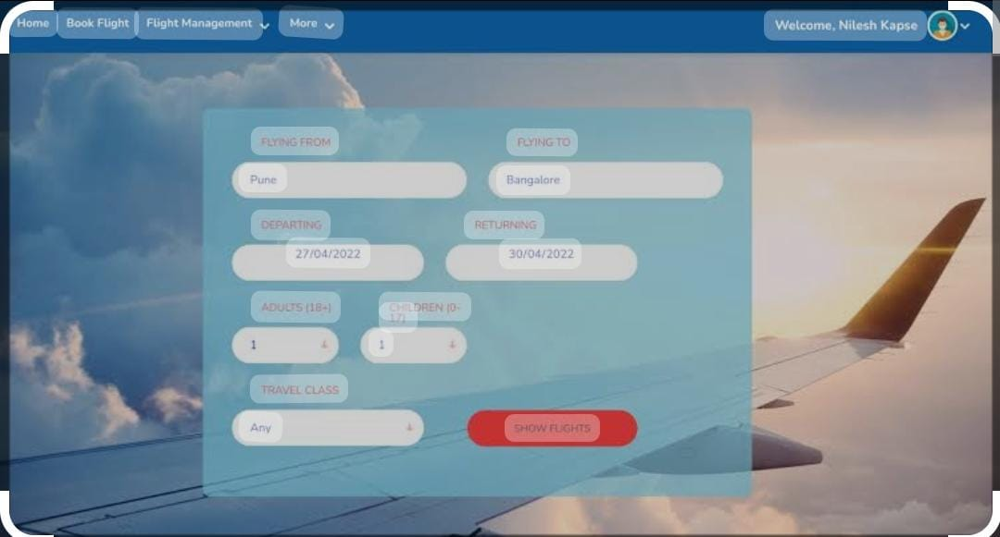 Home Book Flight Flight Management More Welcome, Nilesh Kapse
FLYING FROM FLYING TO
Pune Bangalore
DEPARTING RETURNING
27/04/2022 30/04/2022
ADULTS (18+) CHILDREN (0-
17)
1 1
TRAVEL CLASS
Any SHOW FLIGHTS